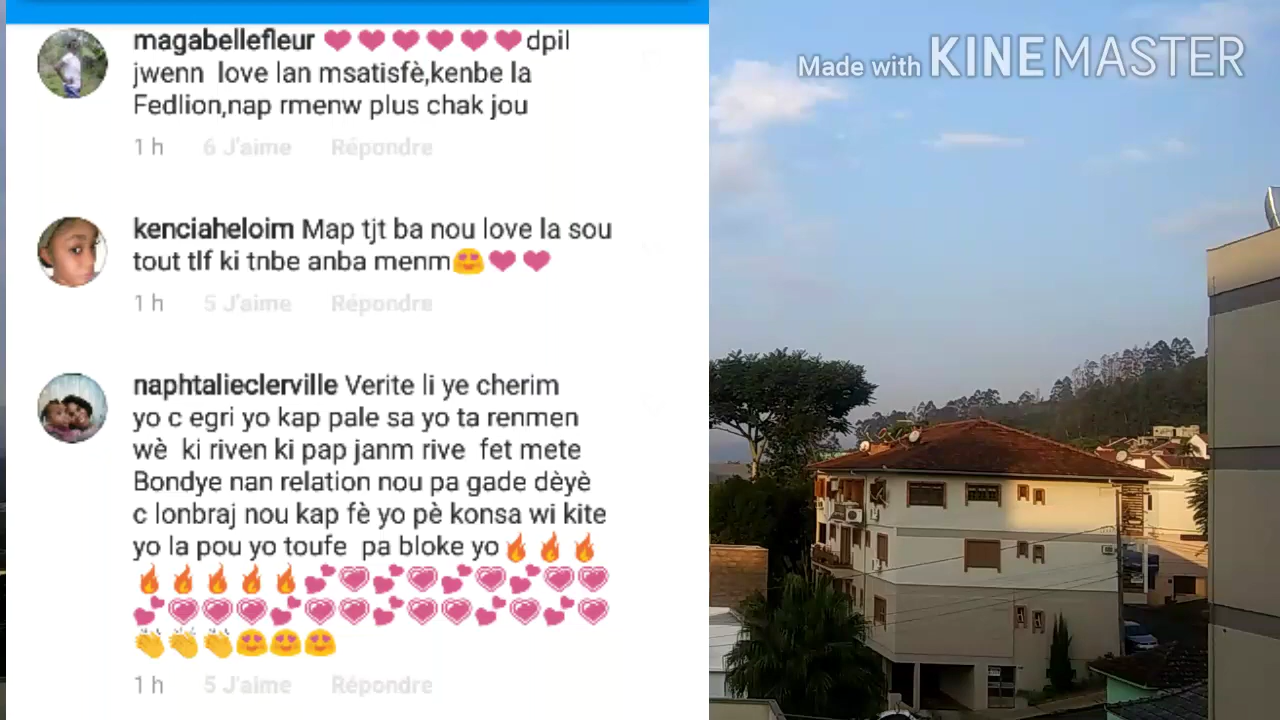 magabellefleur ❤❤❤❤❤❤dpil
jwenn love lan msatisfè,kenbe la
Fedlion,nap rmenw plus chak jou
1 h 6 J'aime Répondre
kenciaheloim Map tjt ba nou love la sou
tout tlf ki tnbe anba menm😍❤❤
1 h 5 J'aime Répondre
naphtalieclerville Verite li ye cherim
yo c egri yo kap pale sa yo ta renmen
wè ki riven ki pap janm rive fet mete
Bondye nan relation nou pa gade dèyè
c lonbraj nou kap fè yo pè konsa wi kite
yo la pou yo toufe pa bloke yo🔥🔥🔥
🔥🔥🔥🔥🔥💕💗💕💗💕💗💕💗💗
💕💗💗💗💕💗💗💕💗💗💕💗💕💗
👏👏👏😍😍😍
1 h 5 J'aime Répondre
Made with KINEMASTER